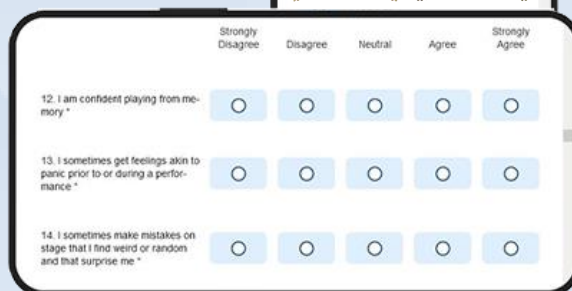 Strongly Disagree Disagree Neutral Agree Strongly Agree
12. I am confident playing from me-
mory *
13. I sometimes get feelings akin to
panic prior to or during a perfor-
mance *
14. I sometimes make mistakes on
stage that I find weird or random
and that surprise me *